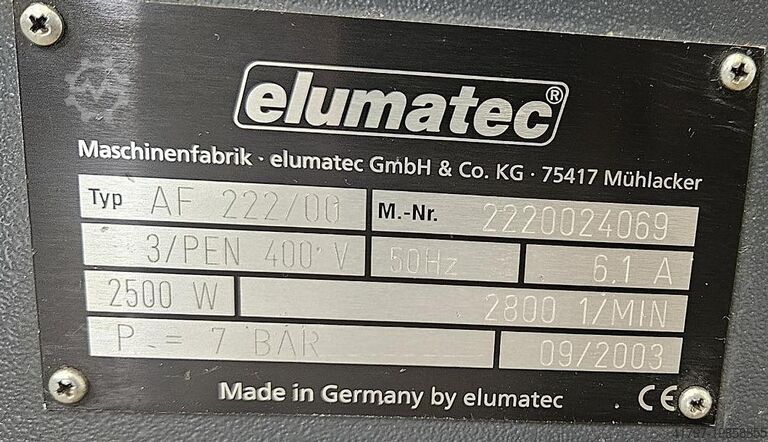 elumatec®
Maschinenfabrik · elumatec GmbH & Co. KG · 75417 Mühlacker
Typ AF 222/00 M.-Nr. 2220024069
3/PEN 400 V 50Hz 6.1 A
2500 W 2800 1/MIN
P = 7 BAR 09/2003
Made in Germany by elumatec CE